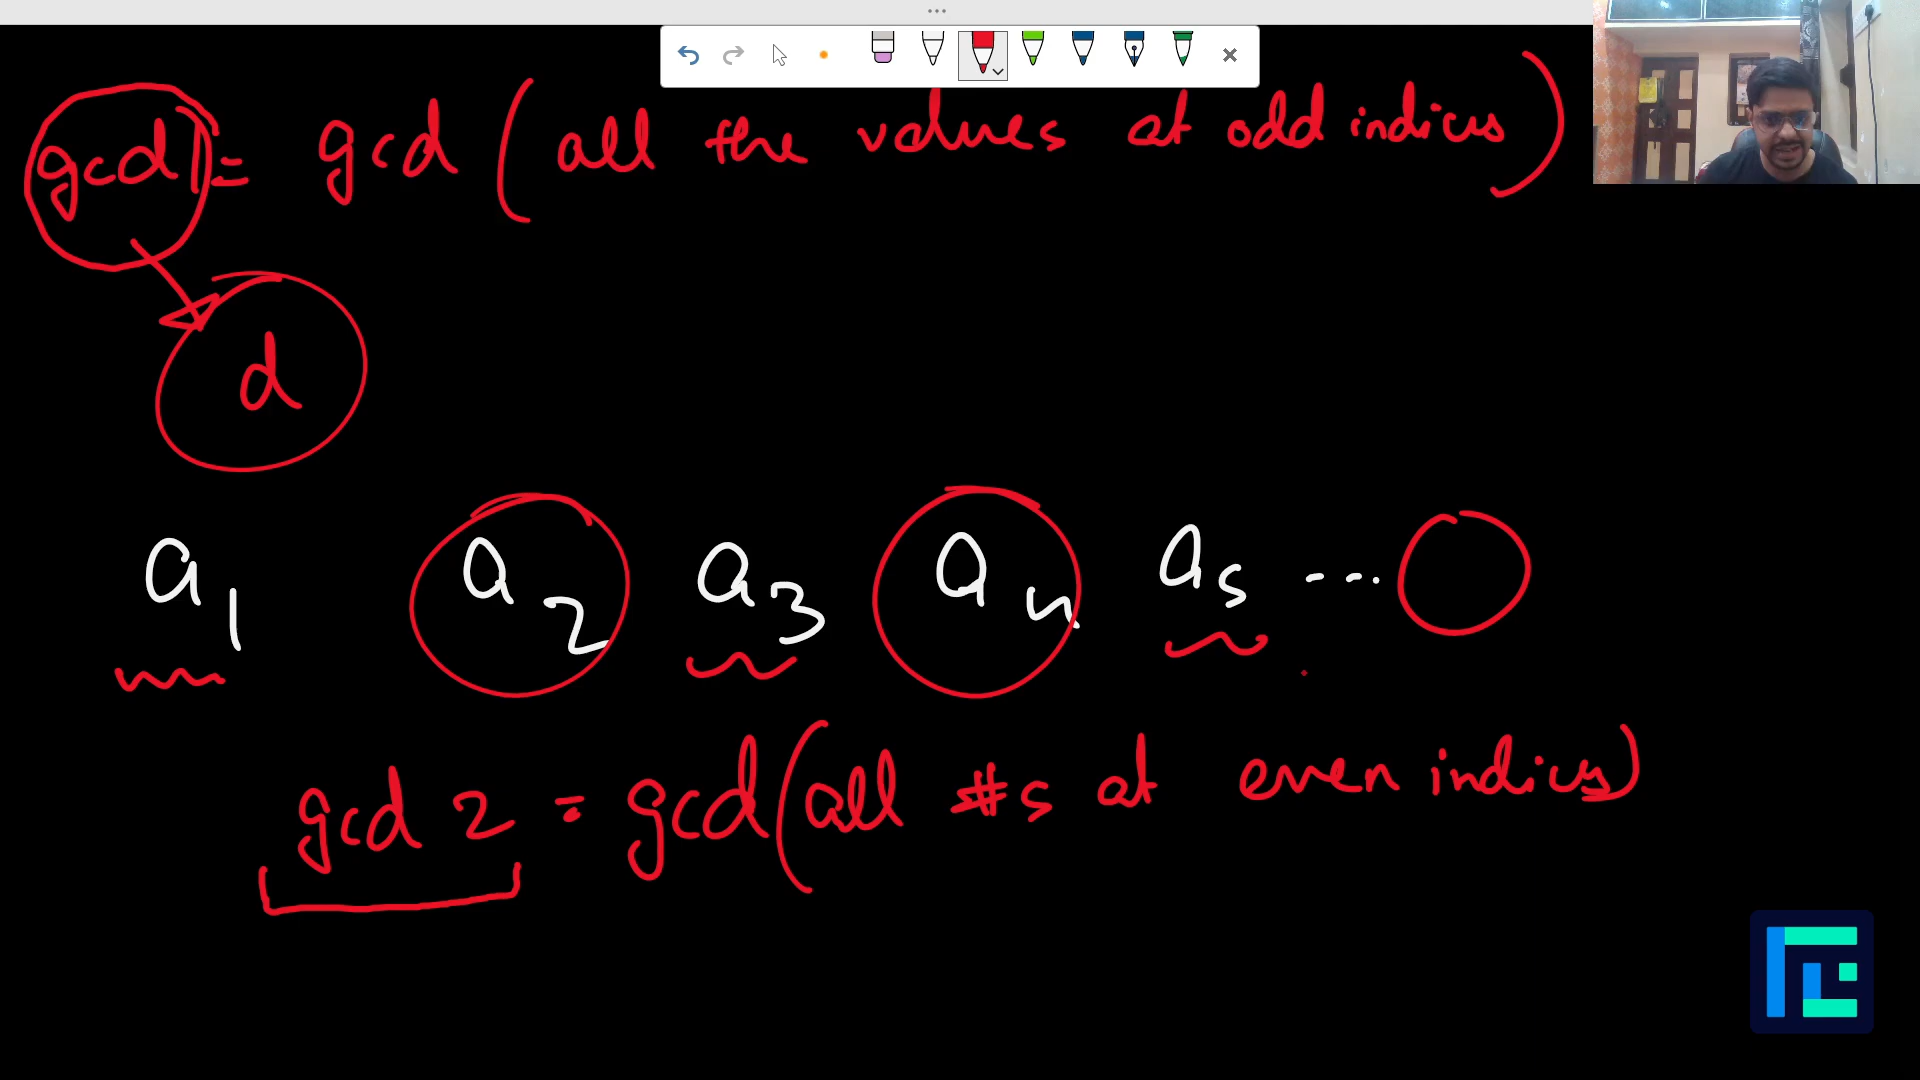 gcd1 = gcd ( all the values at odd indices )
d
a1 a2 a3 a4 a5 ...
gcd 2 = gcd ( all #s at even indices )